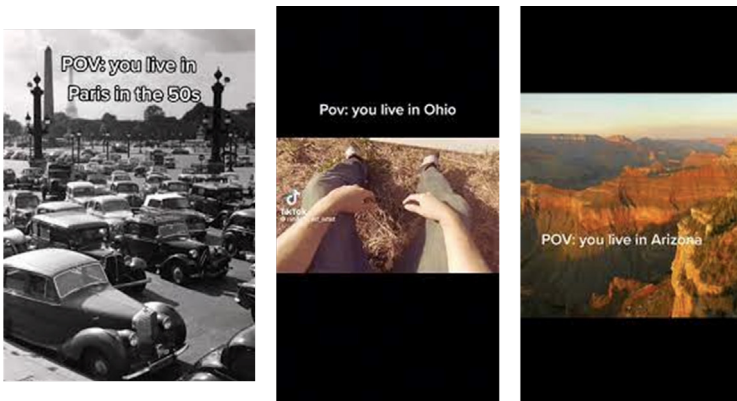 POV: you live in
Paris in the 50s
Pov: you live in Ohio
TikTok
POV: you live in Arizona